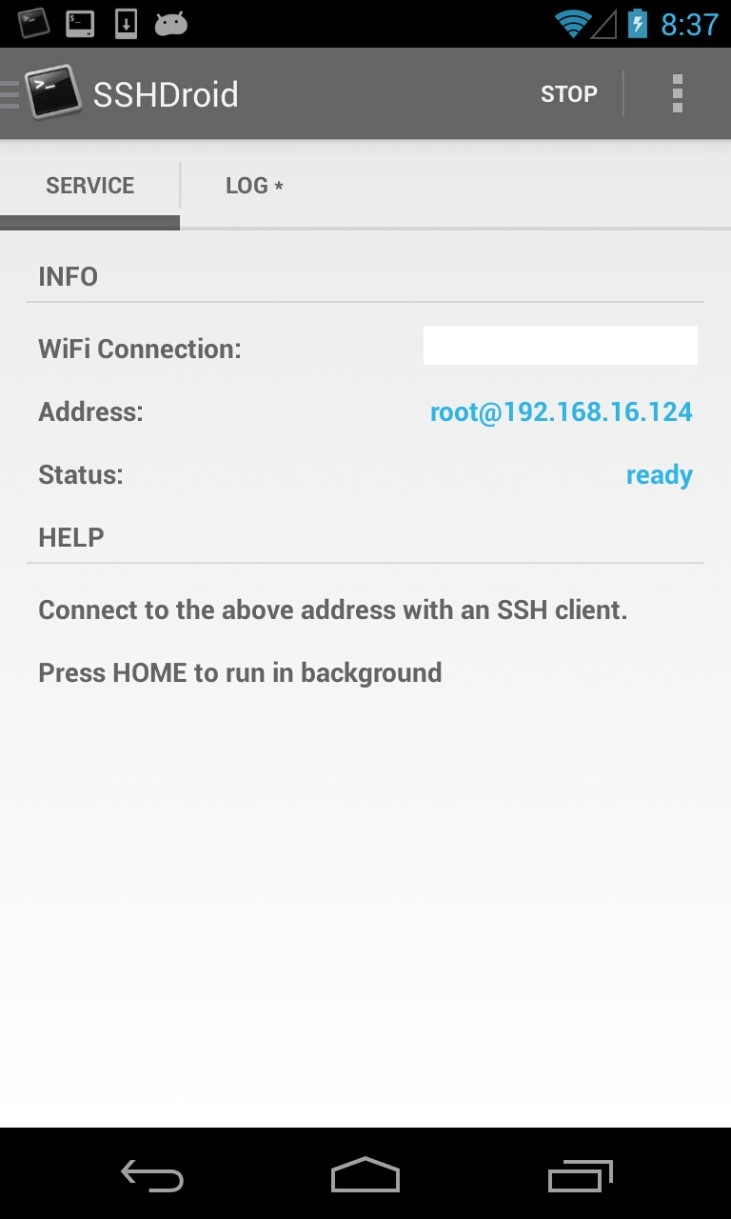 8:37
SSHDroid STOP
SERVICE LOG *
INFO
WiFi Connection:
Address: root@192.168.16.124
Status: ready
HELP
Connect to the above address with an SSH client.
Press HOME to run in background